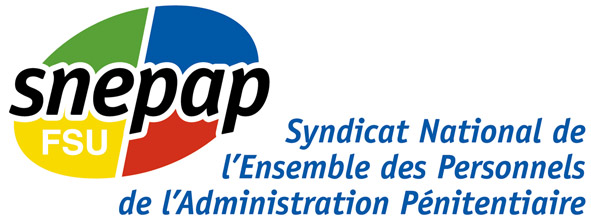 snepap
FSU
Syndicat National de
l'Ensemble des Personnels
de l'Administration Pénitentiaire